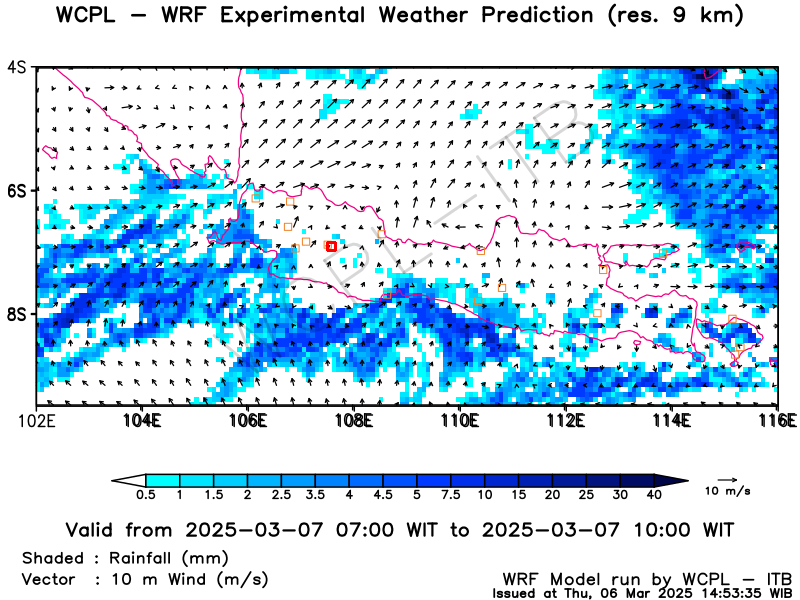 WCPL – WRF Experimental Weather Prediction (res. 9 km)
4S
6S
8S
102E 104E 106E 108E 110E 112E 114E 116E
WCPL–ITB
0.5 1 1.5 2 2.5 3.5 4 4.5 5 7.5 10 15 20 25 30 40
10 m/s
Valid from 2025–03–07 07:00 WIT to 2025–03–07 10:00 WIT
Shaded : Rainfall (mm)
Vector : 10 m Wind (m/s)
WRF Model run by WCPL – ITB
Issued at Thu, 06 Mar 2025 14:53:35 WIB